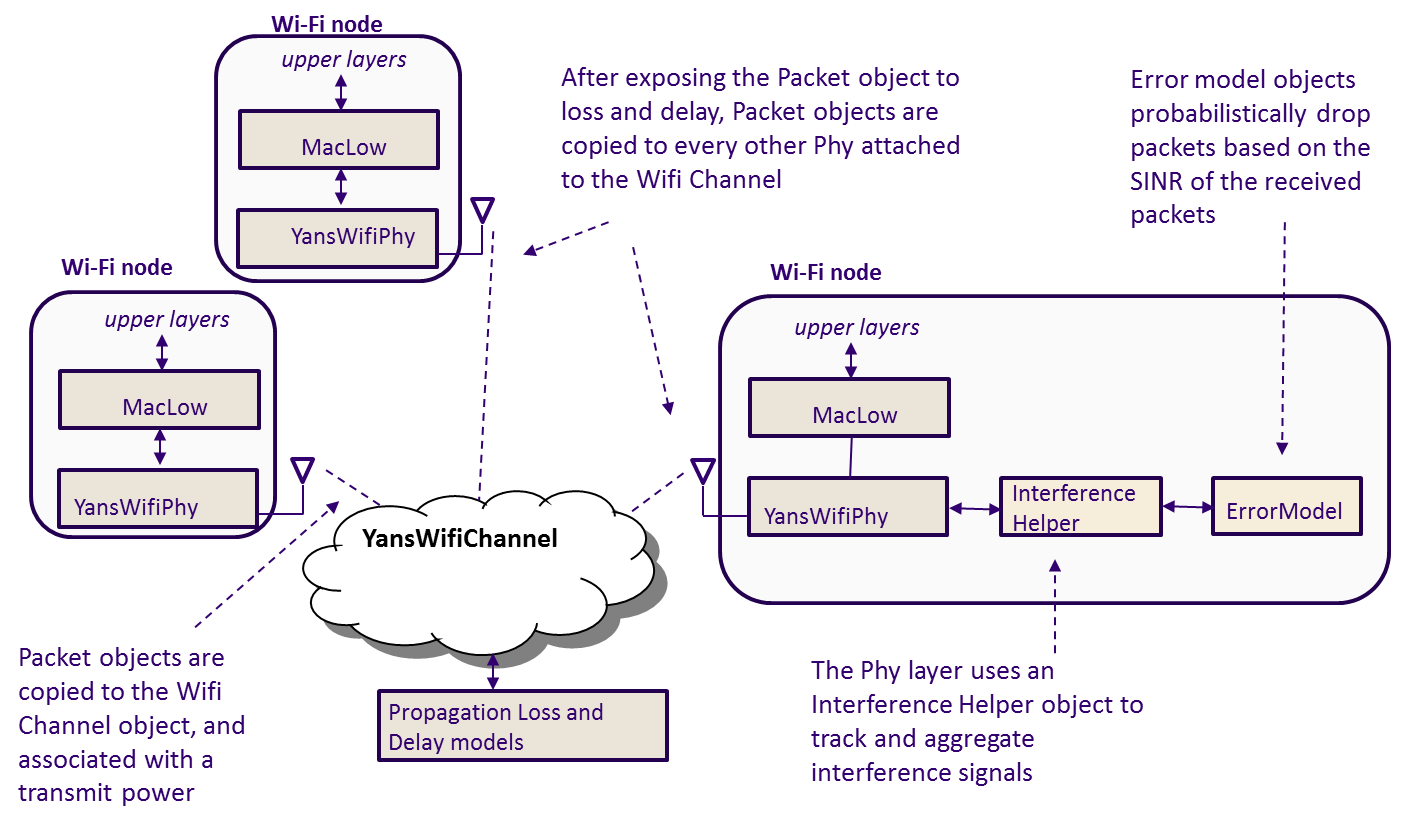 Wi-Fi node
upper layers
MacLow
YansWifiPhy
After exposing the Packet object to
loss and delay, Packet objects are
copied to every other Phy attached
to the Wifi Channel
Error model objects
probabilistically drop
packets based on the
SINR of the received
packets
Wi-Fi node
upper layers
MacLow
YansWifiPhy
Wi-Fi node
upper layers
MacLow
YansWifiPhy
Interference
Helper
ErrorModel
YansWifiChannel
Packet objects are
copied to the Wifi
Channel object, and
associated with a
transmit power
Propagation Loss and
Delay models
The Phy layer uses an
Interference Helper object to
track and aggregate
interference signals